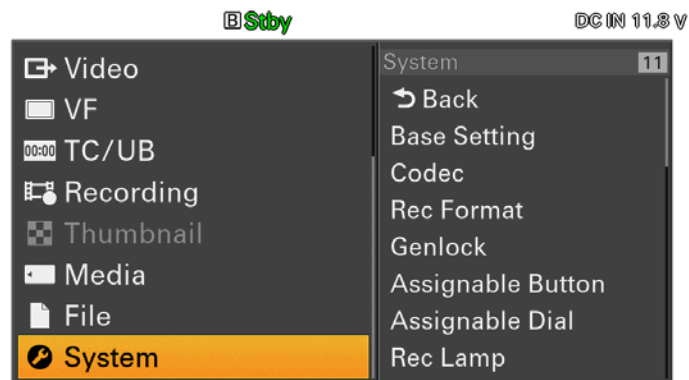 B Stby DC IN 11.8 V
Video
VF
00:00 TC/UB
Recording
Thumbnail
Media
File
System
System 11
Back
Base Setting
Codec
Rec Format
Genlock
Assignable Button
Assignable Dial
Rec Lamp